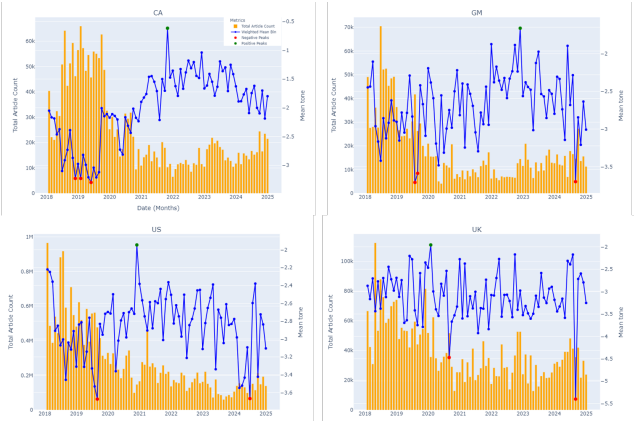 CA
Metrics
Total Article Count
Weighted Mean Bin
Negative Peaks
Positive Peaks
Total Article Count
Mean tone
60k
50k
40k
30k
20k
10k
0
−0.5
−1
−1.5
−2
−2.5
−3
2018 2019 2020 2021 2022 2023 2024 2025
Date (Months)
GM
Total Article Count
Mean tone
70k
60k
50k
40k
30k
20k
10k
0
−2
−2.5
−3
−3.5
2018 2019 2020 2021 2022 2023 2024 2025
US
Total Article Count
Mean tone
1M
0.8M
0.6M
0.4M
0.2M
0
−2
−2.2
−2.4
−2.6
−2.8
−3
−3.2
−3.4
−3.6
−3.8
2018 2019 2020 2021 2022 2023 2024 2025
UK
Total Article Count
Mean tone
100k
80k
60k
40k
20k
0
−2
−2.5
−3
−3.5
−4
−4.5
−5
−5.5
2018 2019 2020 2021 2022 2023 2024 2025